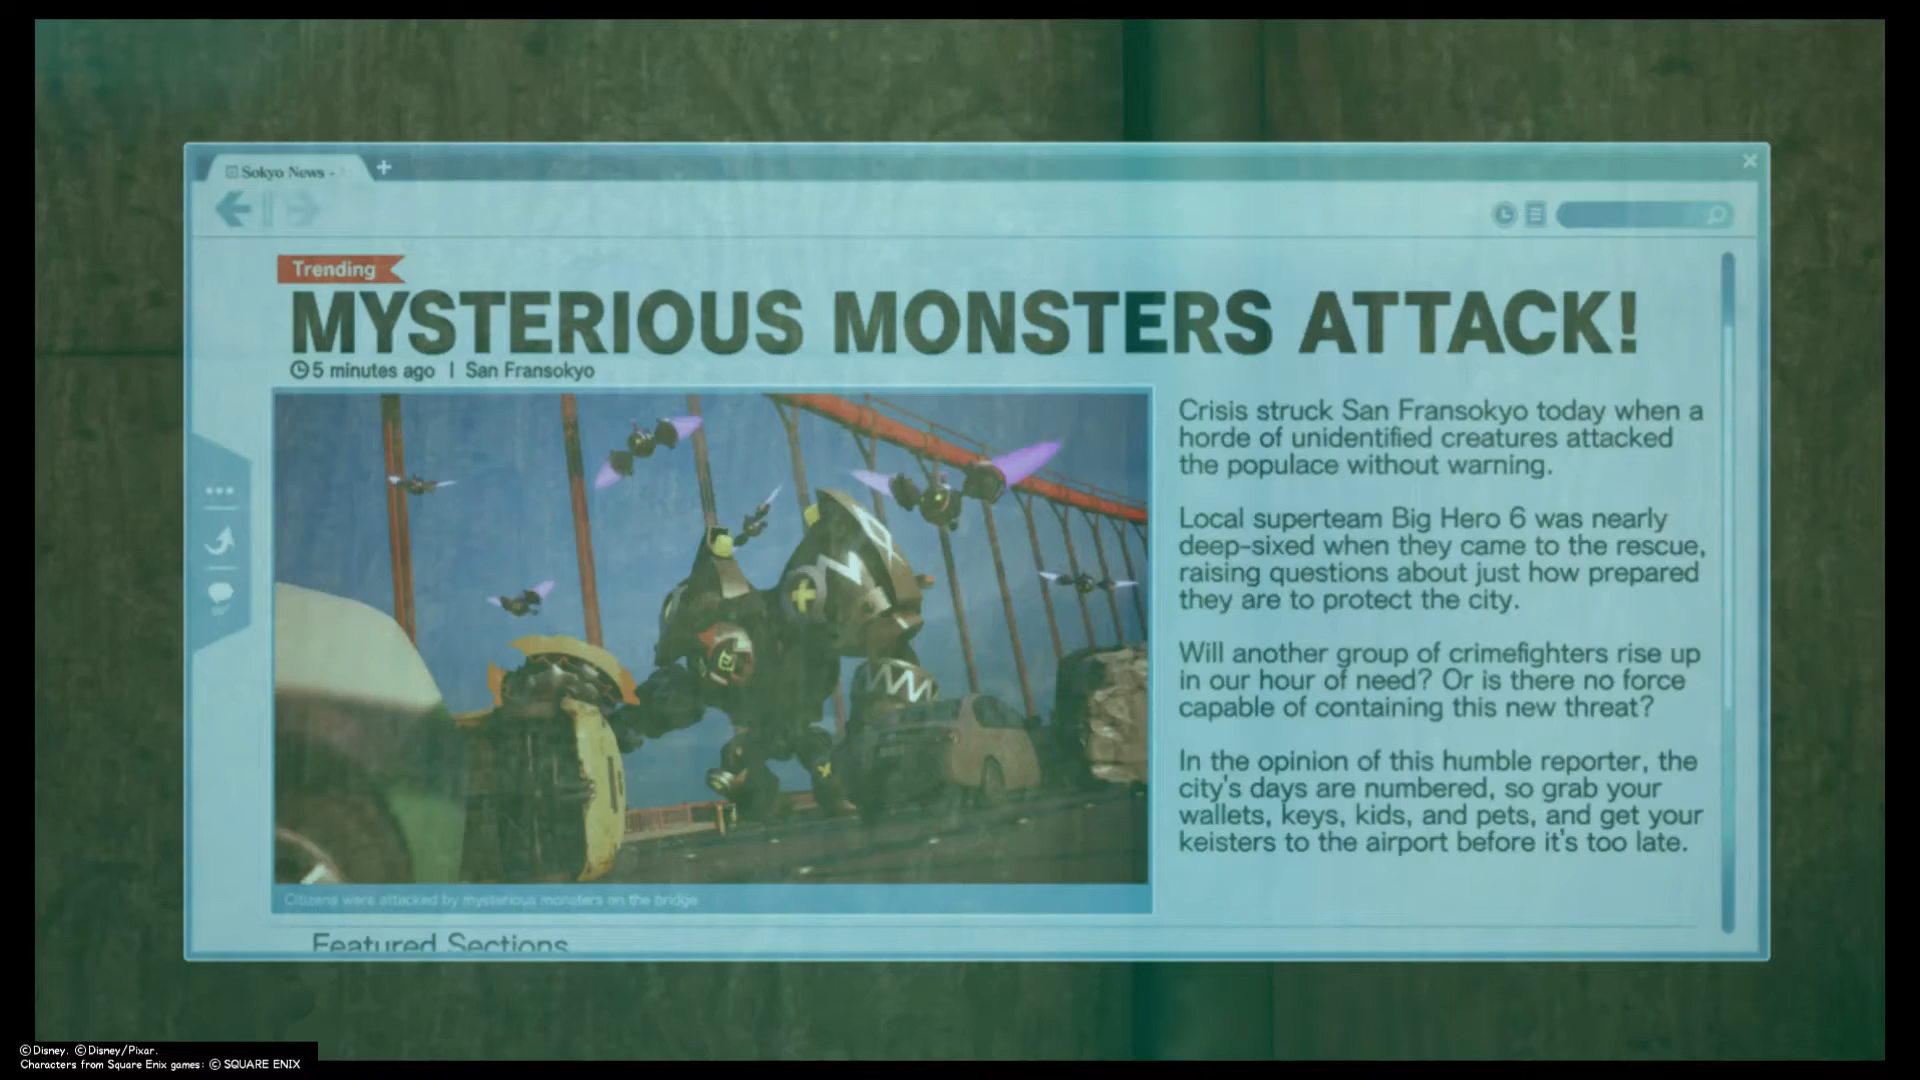 Sokyo News -
Trending
MYSTERIOUS MONSTERS ATTACK!
5 minutes ago | San Fransokyo
Crisis struck San Fransokyo today when a
horde of unidentified creatures attacked
the populace without warning.
Local superteam Big Hero 6 was nearly
deep-sixed when they came to the rescue,
raising questions about just how prepared
they are to protect the city.
Will another group of crimefighters rise up
in our hour of need? Or is there no force
capable of containing this new threat?
In the opinion of this humble reporter, the
city's days are numbered, so grab your
wallets, keys, kids, and pets, and get your
keisters to the airport before it's too late.
Citizens were attacked by mysterious monsters on the bridge.
Featured Sections
©Disney. ©Disney/Pixar.
Characters from Square Enix games: © SQUARE ENIX